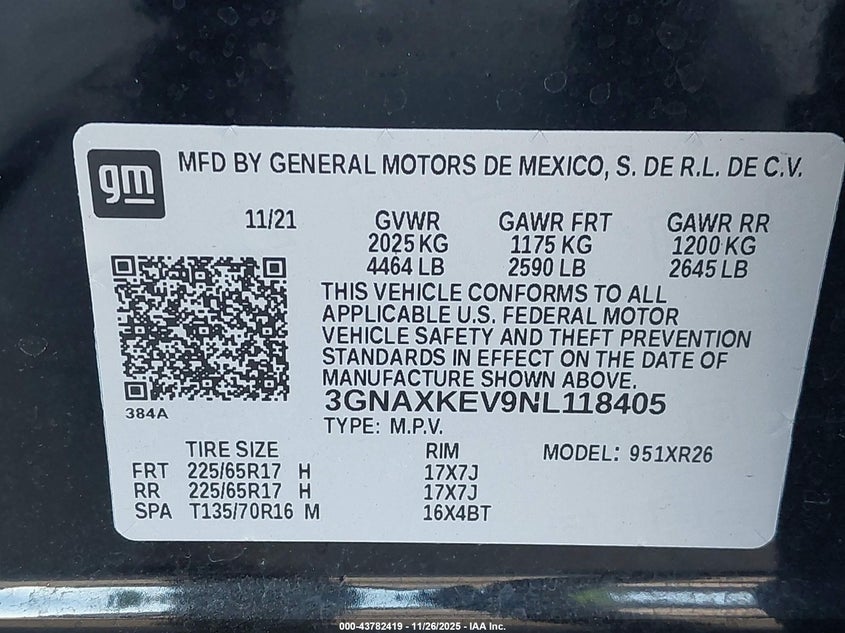 gm
MFD BY GENERAL MOTORS DE MEXICO, S. DE R.L. DE C.V.
11/21 GVWR GAWR FRT GAWR RR
2025 KG 1175 KG 1200 KG
4464 LB 2590 LB 2645 LB
THIS VEHICLE CONFORMS TO ALL
APPLICABLE U.S. FEDERAL MOTOR
VEHICLE SAFETY AND THEFT PREVENTION
STANDARDS IN EFFECT ON THE DATE OF
MANUFACTURE SHOWN ABOVE.
384A
3GNAXKEV9NL118405
TYPE: M.P.V.
TIRE SIZE RIM MODEL: 951XR26
FRT 225/65R17 H 17X7J
RR 225/65R17 H 17X7J
SPA T135/70R16 M 16X4BT
000-43782419 - 11/26/2025 - IAA Inc.